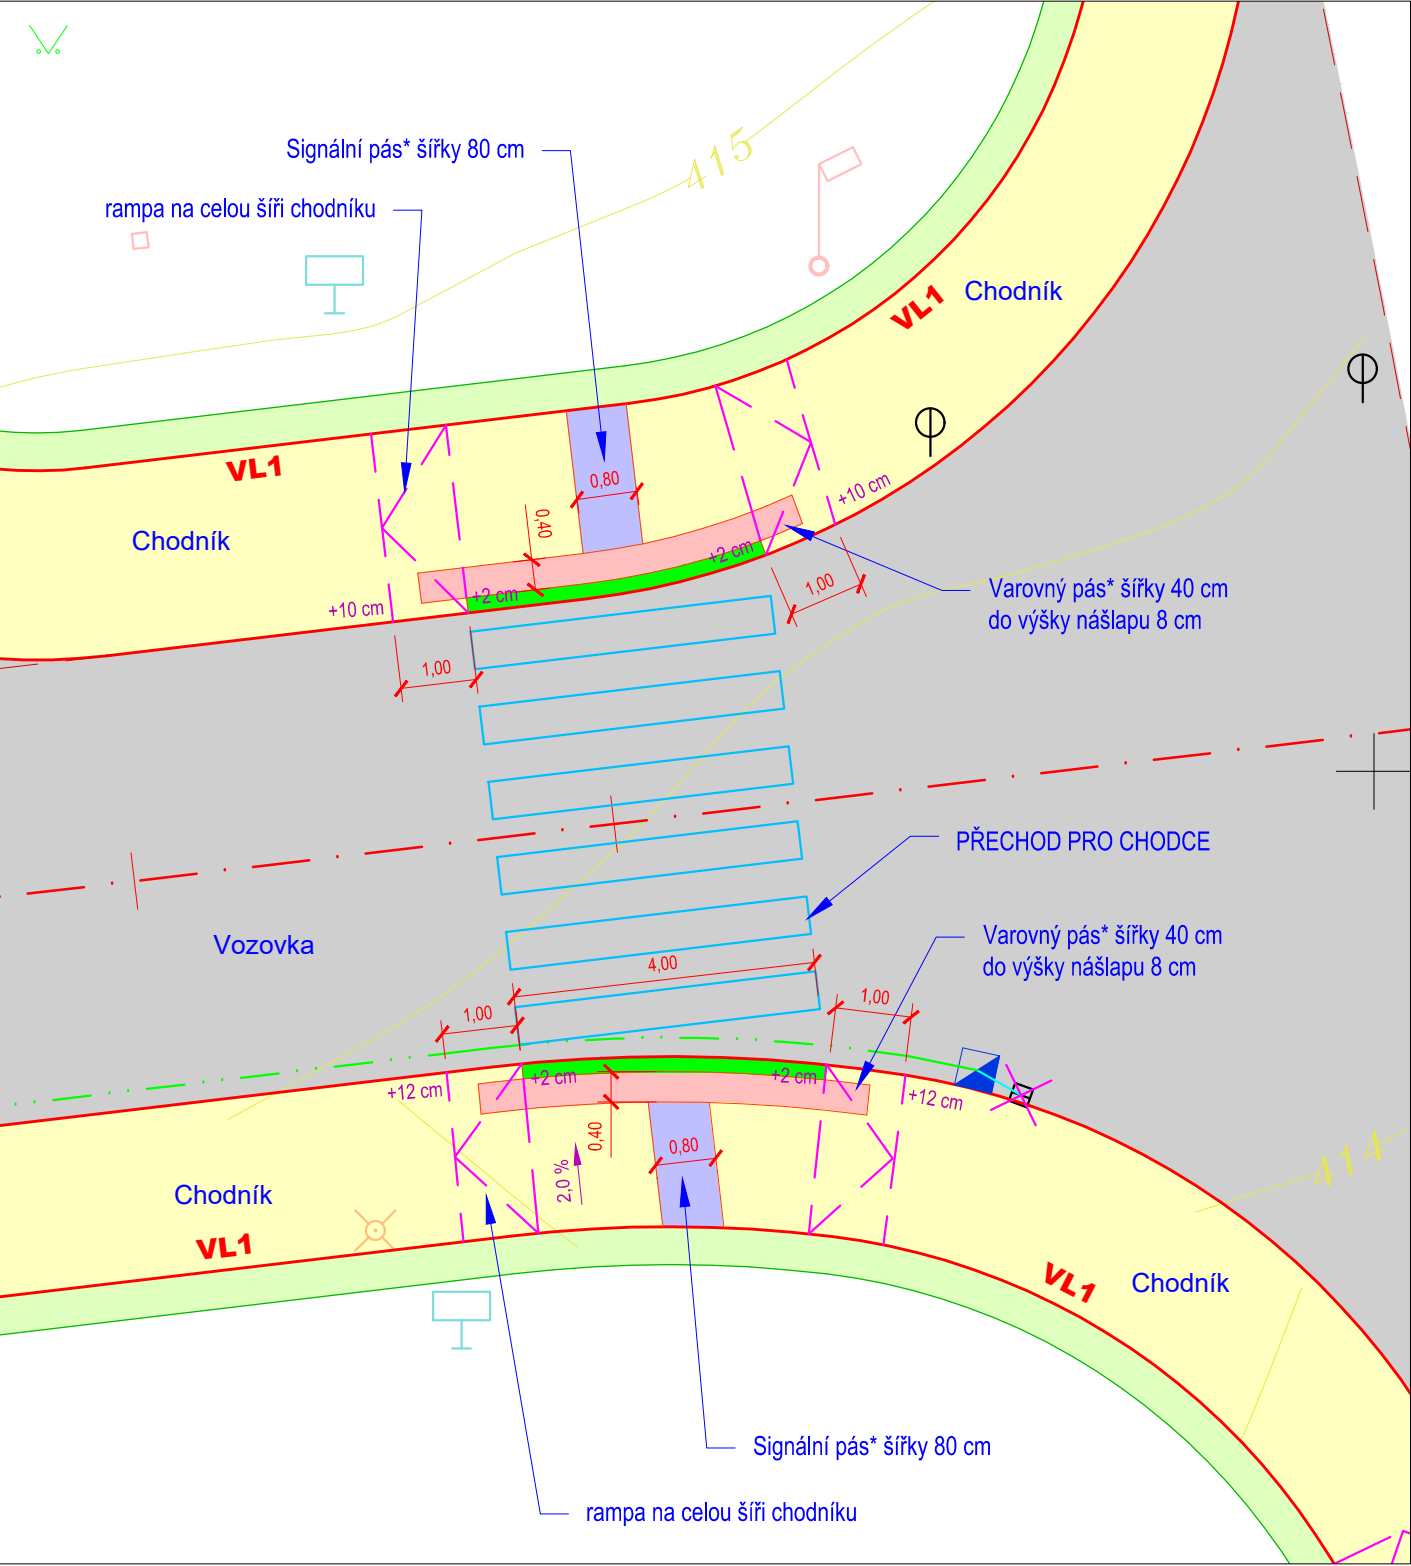 Signální pás* šířky 80 cm
415
rampa na celou šíři chodníku
Chodník
VL1
VL1
0,80
+10 cm
0,40
Chodník
+2 cm
+2 cm
1,00
Varovný pás* šířky 40 cm
do výšky nášlapu 8 cm
+10 cm
1,00
PŘECHOD PRO CHODCE
Vozovka
Varovný pás* šířky 40 cm
do výšky nášlapu 8 cm
4,00
1,00
1,00
+12 cm
+2 cm
+2 cm
+12 cm
0,40
0,80
2,0 %
414
Chodník
VL1
VL1
Chodník
Signální pás* šířky 80 cm
rampa na celou šíři chodníku